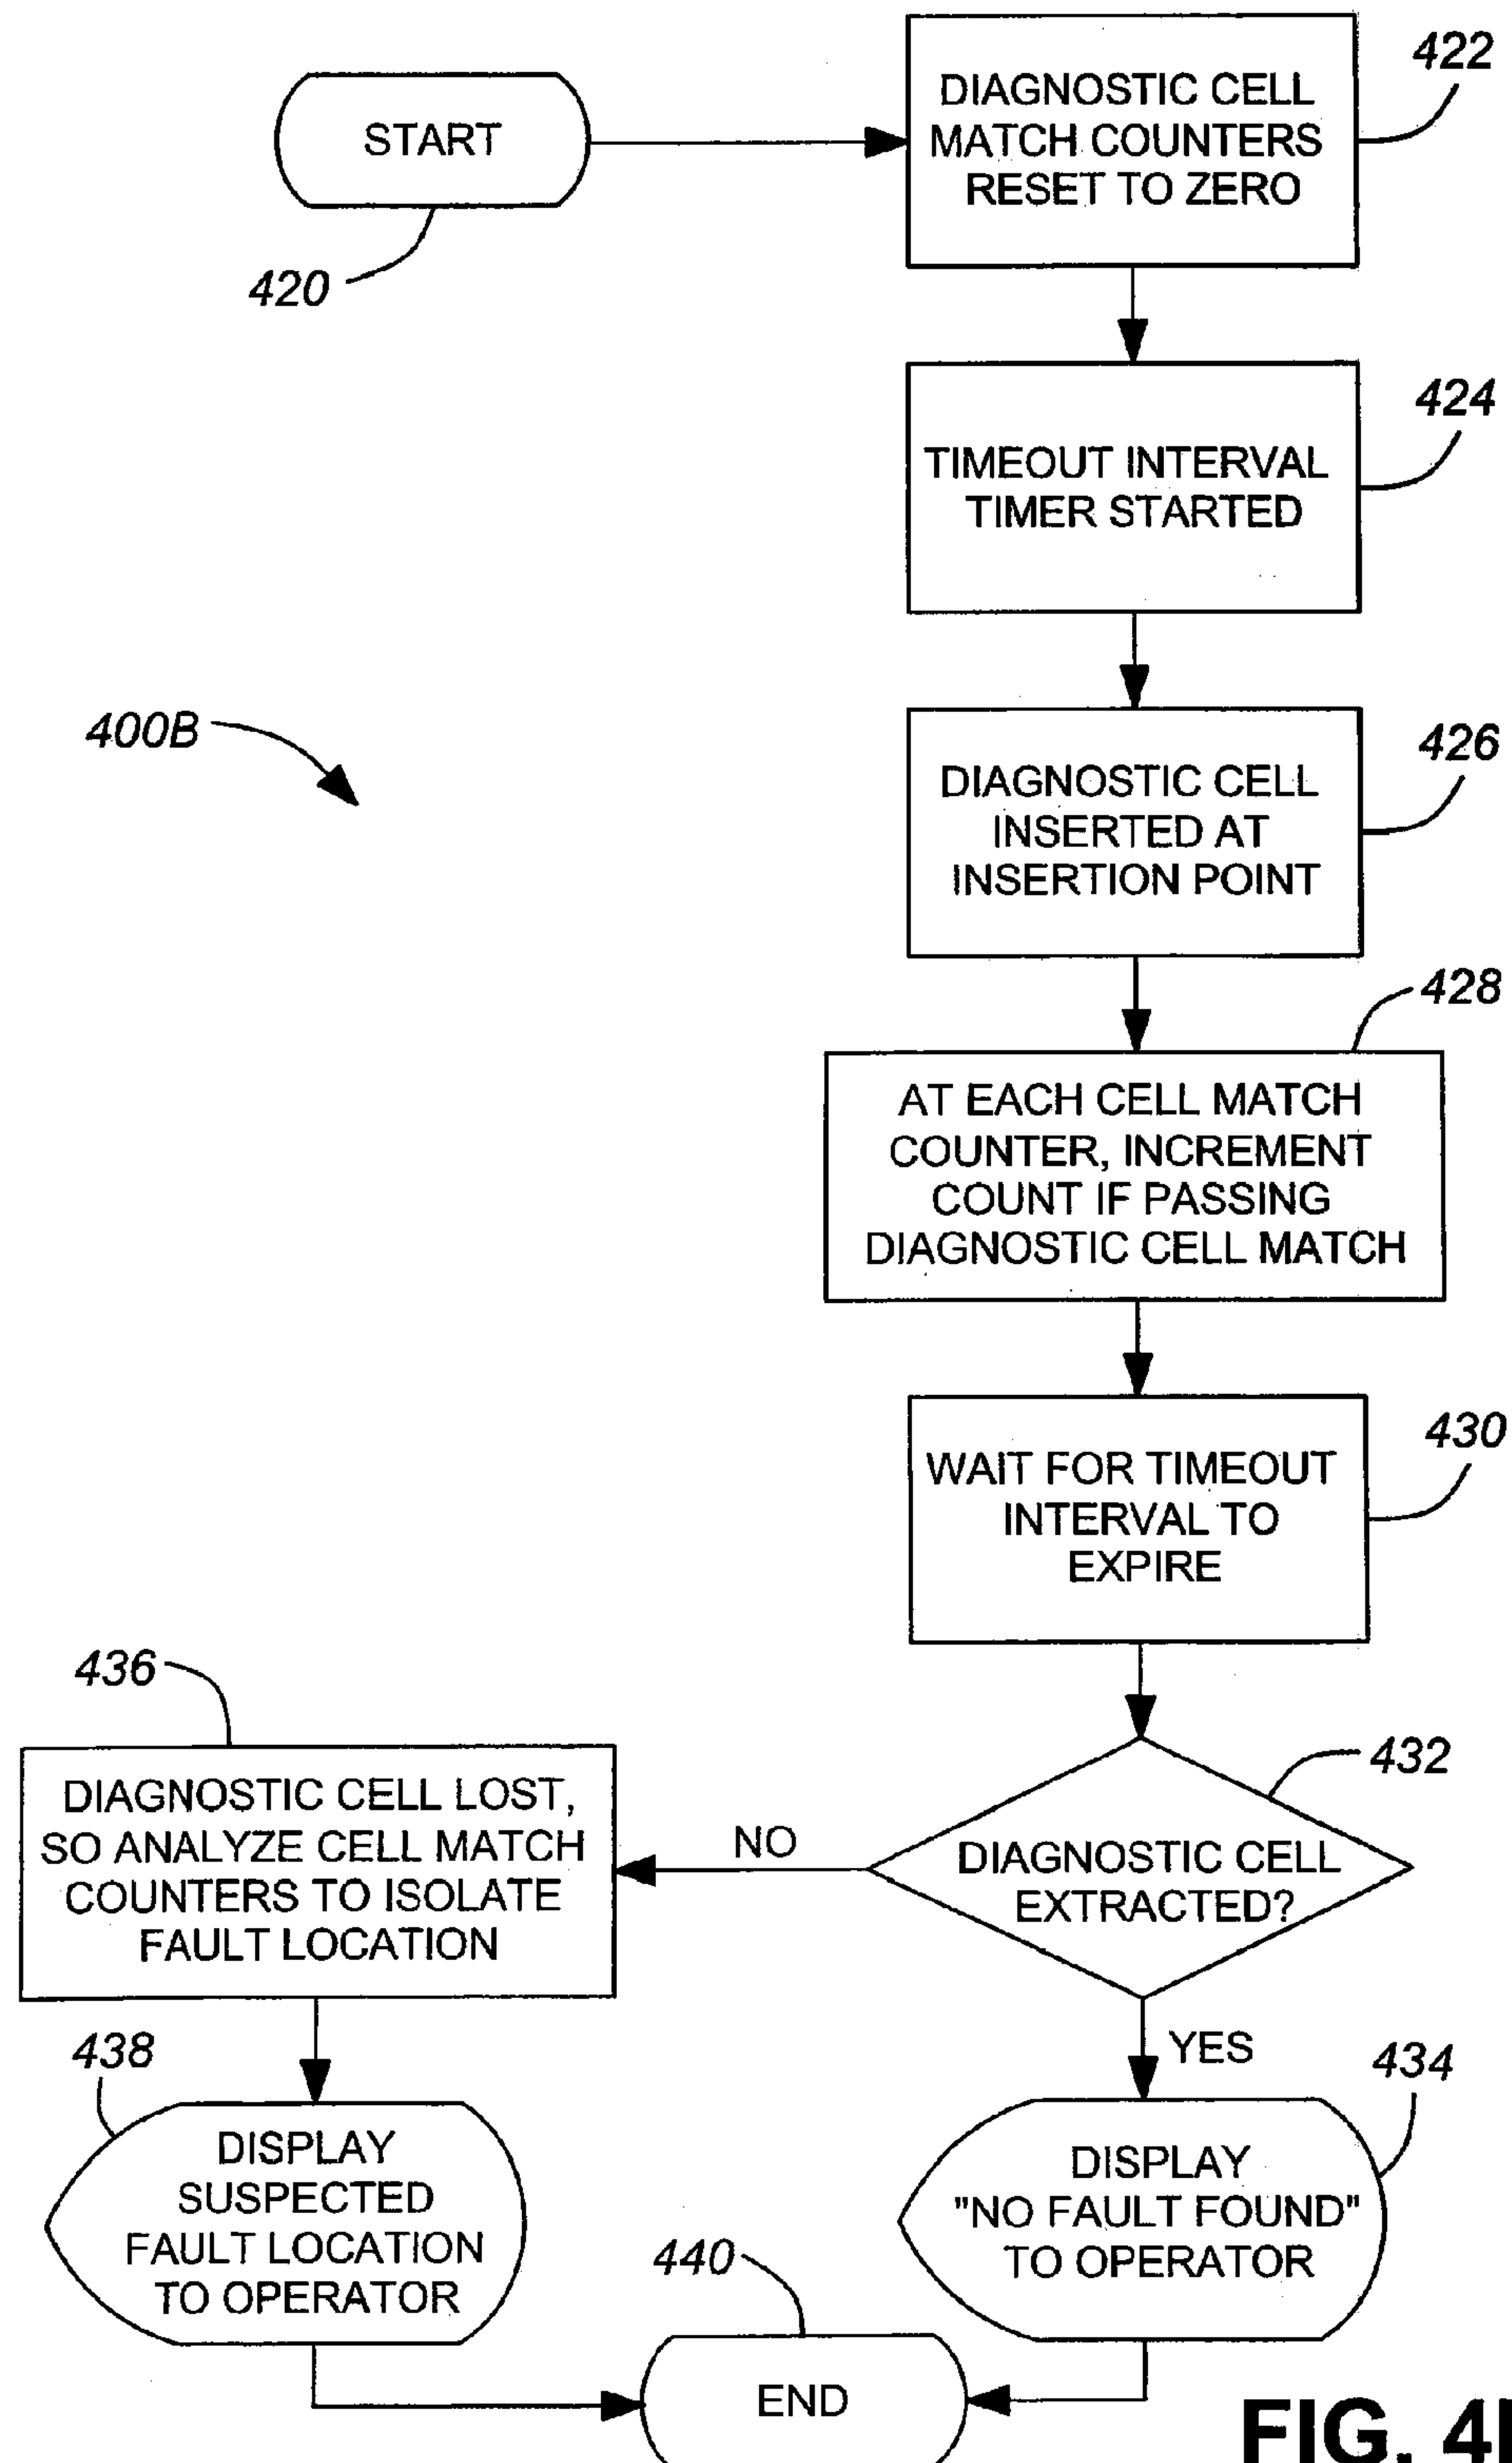 422
DIAGNOSTIC CELL
MATCH COUNTERS
RESET TO ZERO
START
420
424
TIMEOUT INTERVAL
TIMER STARTED
400B
426
DIAGNOSTIC CELL
INSERTED AT
INSERTION POINT
428
AT EACH CELL MATCH
COUNTER, INCREMENT
COUNT IF PASSING
DIAGNOSTIC CELL MATCH
430
WAIT FOR TIMEOUT
INTERVAL TO
EXPIRE
432
DIAGNOSTIC CELL
EXTRACTED?
NO
436
DIAGNOSTIC CELL LOST,
SO ANALYZE CELL MATCH
COUNTERS TO ISOLATE
FAULT LOCATION
YES
438
DISPLAY
SUSPECTED
FAULT LOCATION
TO OPERATOR
434
DISPLAY
"NO FAULT FOUND"
TO OPERATOR
440
END
FIG.